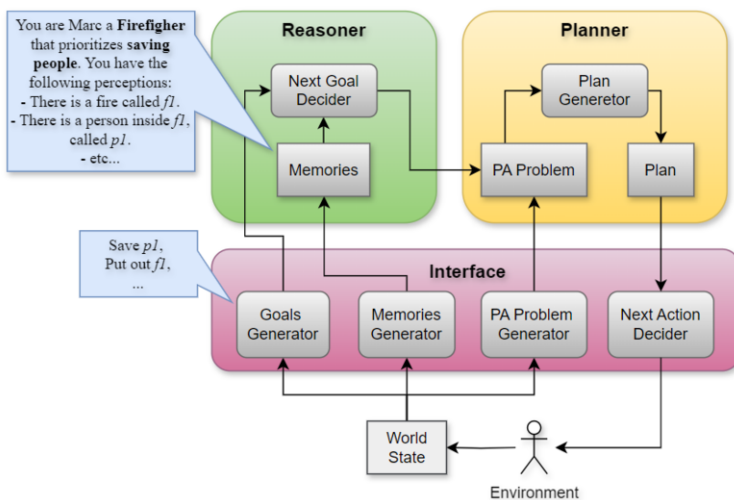 You are Marc a Firefigher
that prioritizes saving
people. You have the
following perceptions:
- There is a fire called f1.
- There is a person inside f1,
called p1.
- etc...
Reasoner
Next Goal
Decider
Memories
Planner
Plan
Generetor
PA Problem
Plan
Save p1,
Put out f1,
...
Interface
Goals
Generator
Memories
Generator
PA Problem
Generator
Next Action
Decider
World
State
Environment